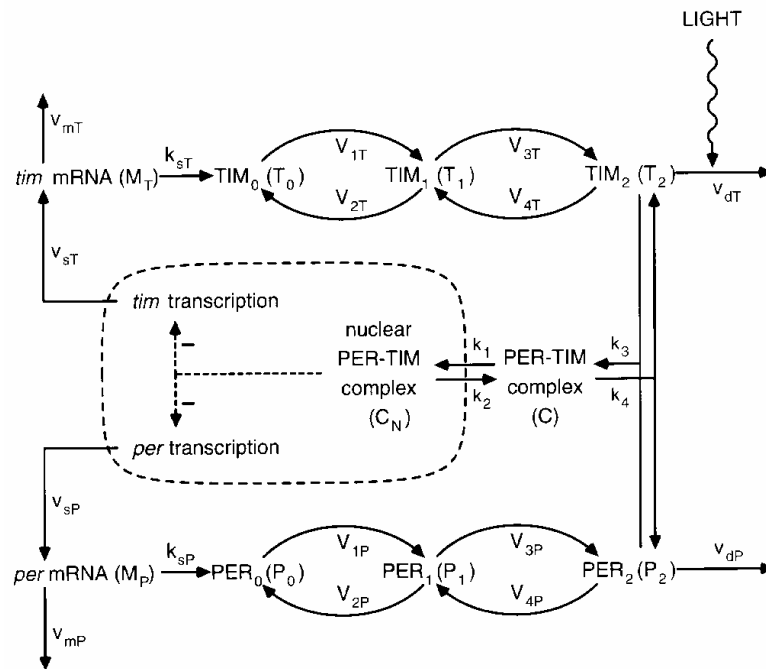 LIGHT
v_mT
k_sT
V_1T
V_3T
tim mRNA (M_T)
TIM_0 (T_0)
TIM_1 (T_1)
TIM_2 (T_2)
V_2T
V_4T
v_dT
v_sT
tim transcription
nuclear
PER-TIM
complex
(C_N)
k_1
k_2
PER-TIM
complex
(C)
k_3
k_4
per transcription
v_sP
k_sP
V_1P
V_3P
v_dP
per mRNA (M_P)
PER_0 (P_0)
PER_1 (P_1)
PER_2 (P_2)
V_2P
V_4P
v_mP